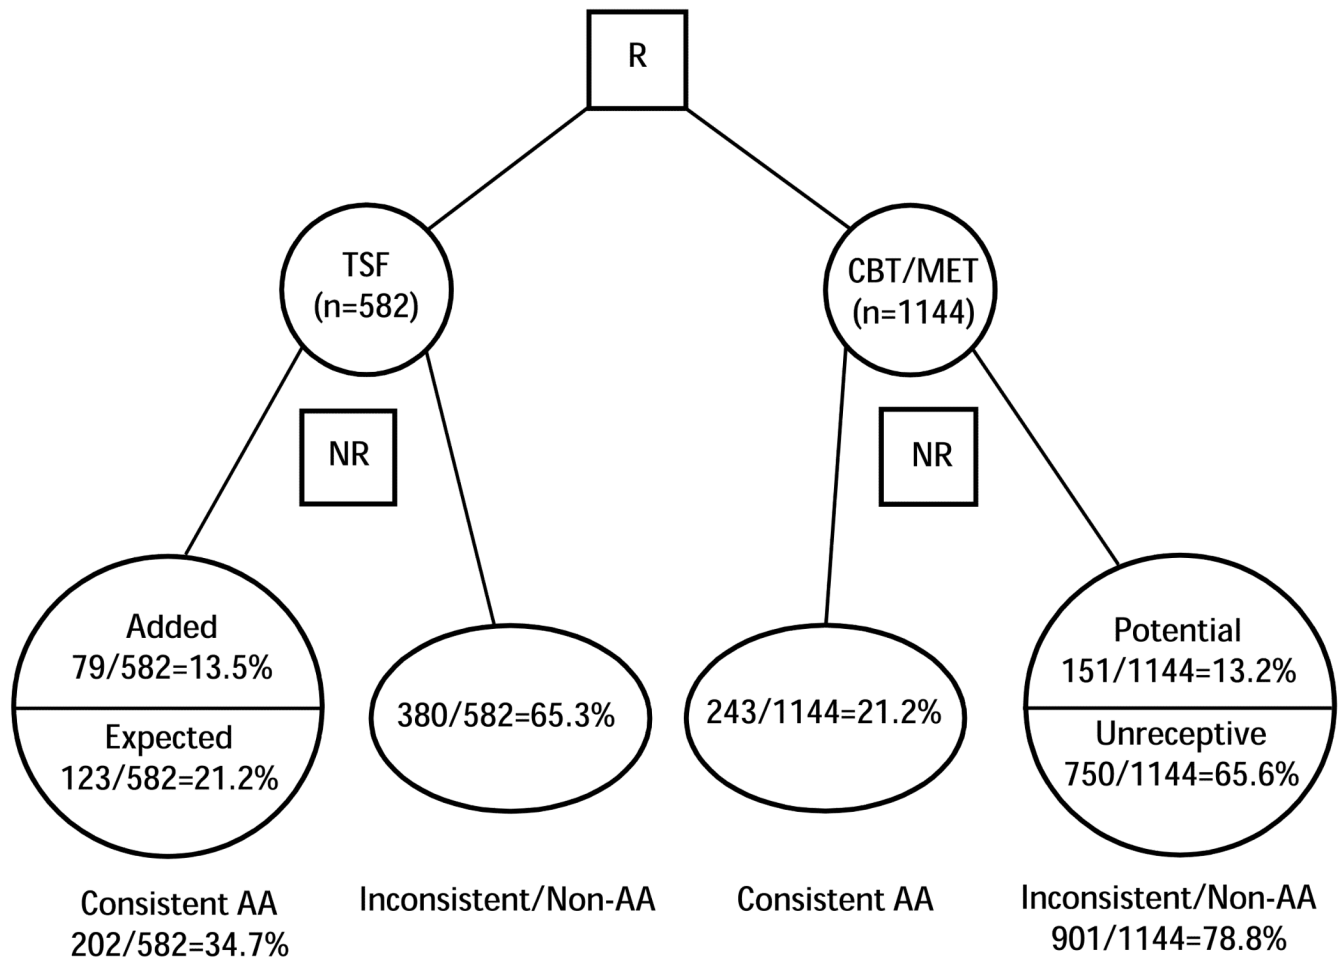 R
TSF
(n=582)
CBT/MET
(n=1144)
NR
NR
Added
79/582=13.5%
Expected
123/582=21.2%
380/582=65.3%
243/1144=21.2%
Potential
151/1144=13.2%
Unreceptive
750/1144=65.6%
Consistent AA
202/582=34.7%
Inconsistent/Non-AA
Consistent AA
Inconsistent/Non-AA
901/1144=78.8%